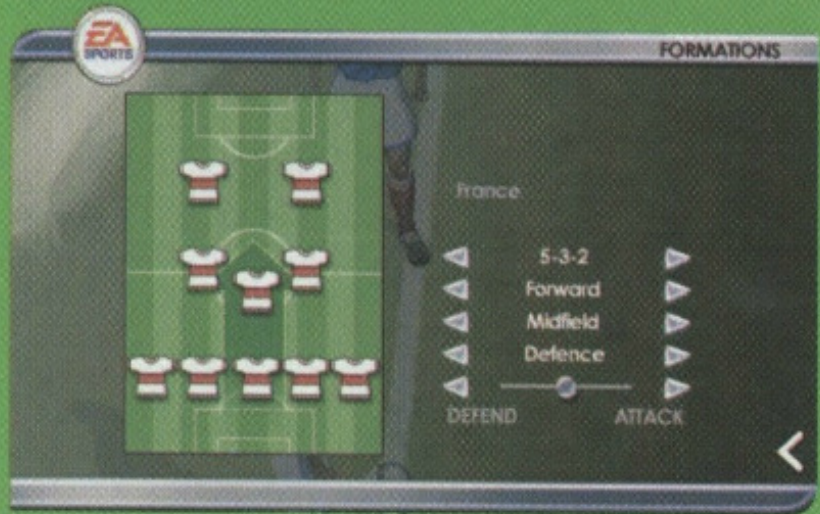 EA
SPORTS
FORMATIONS
France
5-3-2
Forward
Midfield
Defence
DEFEND ATTACK